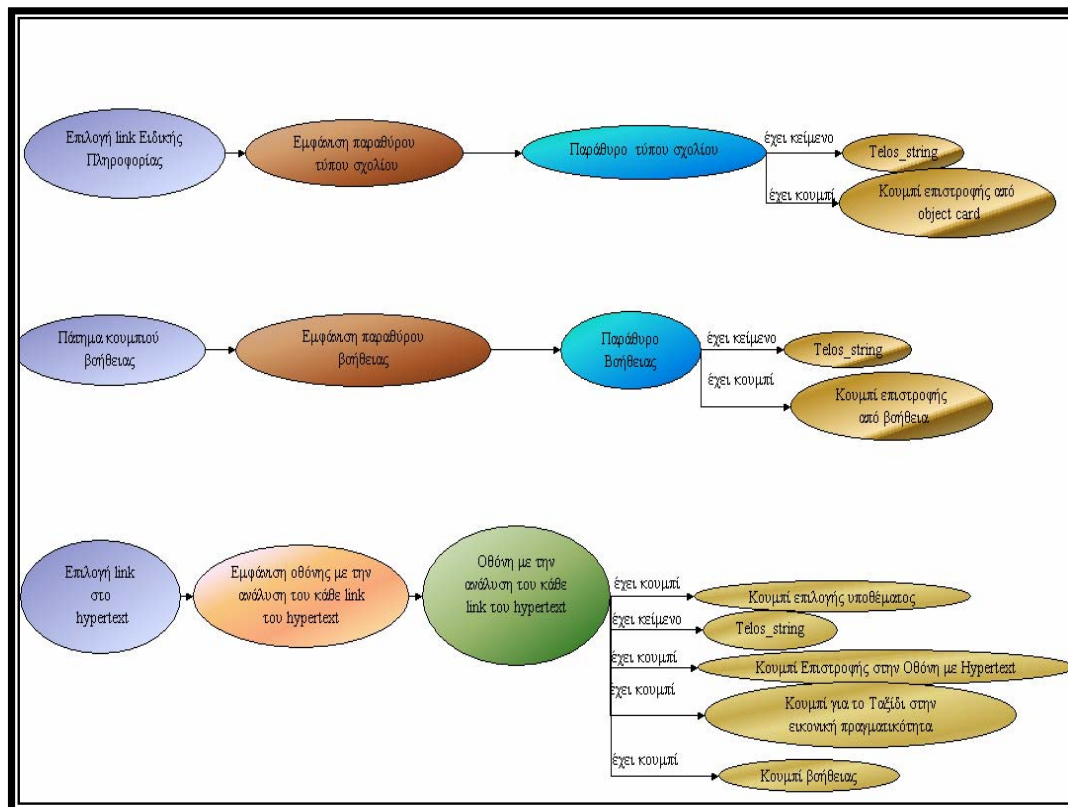 Επιλογή link Ειδικής
Πληροφορίας
Εμφάνιση παραθύρου
τύπου σχολίου
Παράθυρο τύπου σχολίου
έχει κείμενο
Telos_string
έχει κουμπί
Κουμπί επιστροφής από
object card
Πάτημα κουμπιού
βοήθειας
Εμφάνιση παραθύρου
βοήθειας
Παράθυρο
Βοήθειας
έχει κείμενο
Telos_string
έχει κουμπί
Κουμπί επιστροφής
από βοήθεια
Επιλογή link
στο
hypertext
Εμφάνιση οθόνης με την
ανάλυση του κάθε link
του hypertext
Οθόνη με την
ανάλυση του κάθε
link του hypertext
έχει κουμπί
Κουμπί επιλογής υποθέματος
έχει κείμενο
Telos_string
έχει κουμπί
Κουμπί Επιστροφής στην Οθόνη με Hypertext
έχει κουμπί
Κουμπί για το Ταξίδι στην
εικονική πραγματικότητα
έχει κουμπί
Κουμπί βοήθειας